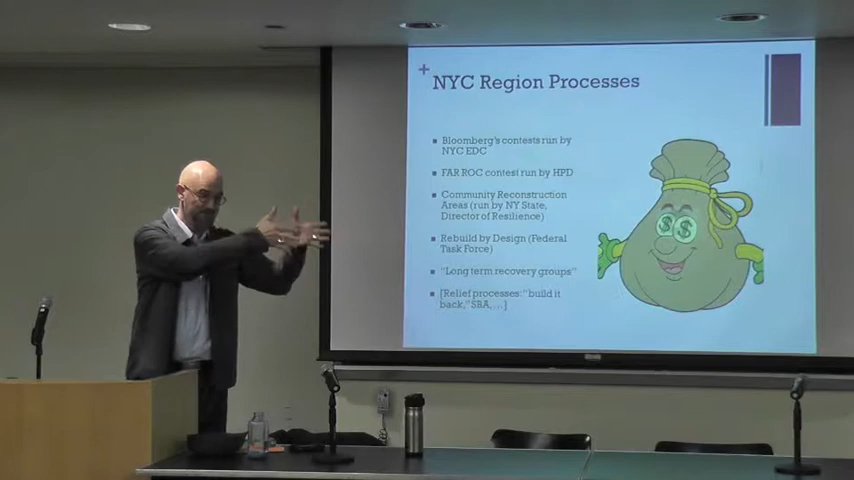 +
NYC Region Processes
Bloomberg's contests run by
NYC EDC
FAR ROC contest run by HPD
Community Reconstruction
Areas (run by NY State,
Director of Resilience)
Rebuild by Design (Federal
Task Force)
"Long term recovery groups"
[Relief processes: "build it
back," SBA, ...]
$ $